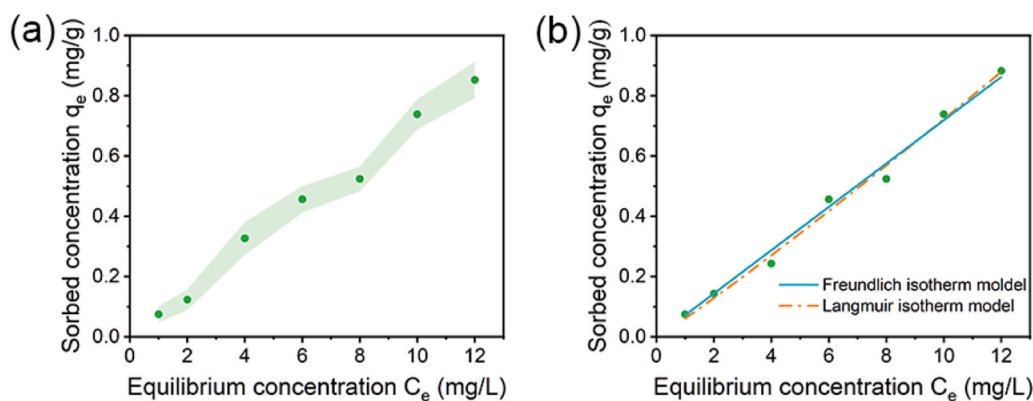 (a)
Sorbed concentration qe (mg/g)
1.0
0.8
0.6
0.4
0.2
0.0
0 2 4 6 8 10 12
Equilibrium concentration Ce (mg/L)
(b)
Sorbed concentration qe (mg/g)
1.0
0.8
0.6
0.4
0.2
0.0
Freundlich isotherm moldel
Langmuir isotherm model
0 2 4 6 8 10 12
Equilibrium concentration Ce (mg/L)